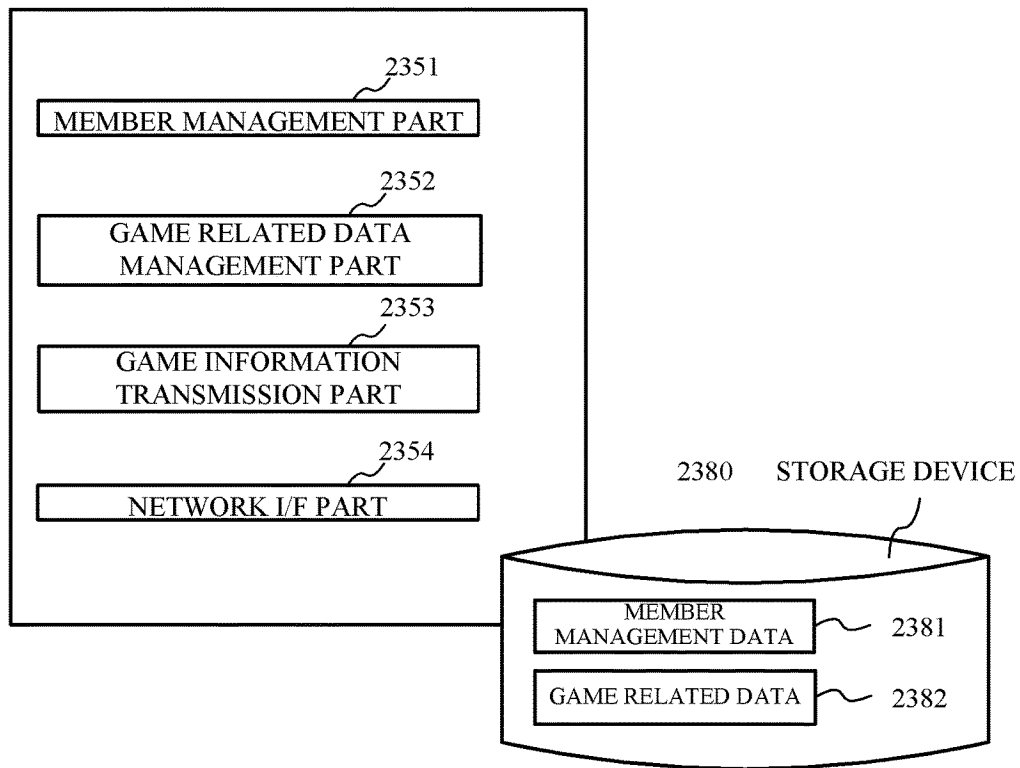 2351
MEMBER MANAGEMENT PART
2352
GAME RELATED DATA
MANAGEMENT PART
2353
GAME INFORMATION
TRANSMISSION PART
2354
NETWORK I/F PART
2380 STORAGE DEVICE
MEMBER
MANAGEMENT DATA
2381
GAME RELATED DATA
2382